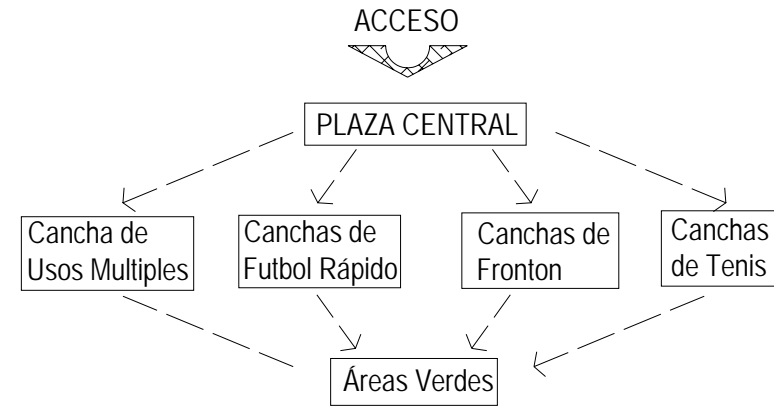 ACCESO
PLAZA CENTRAL
Cancha de
Usos Multiples
Canchas de
Futbol Rápido
Canchas de
Fronton
Canchas
de Tenis
Áreas Verdes